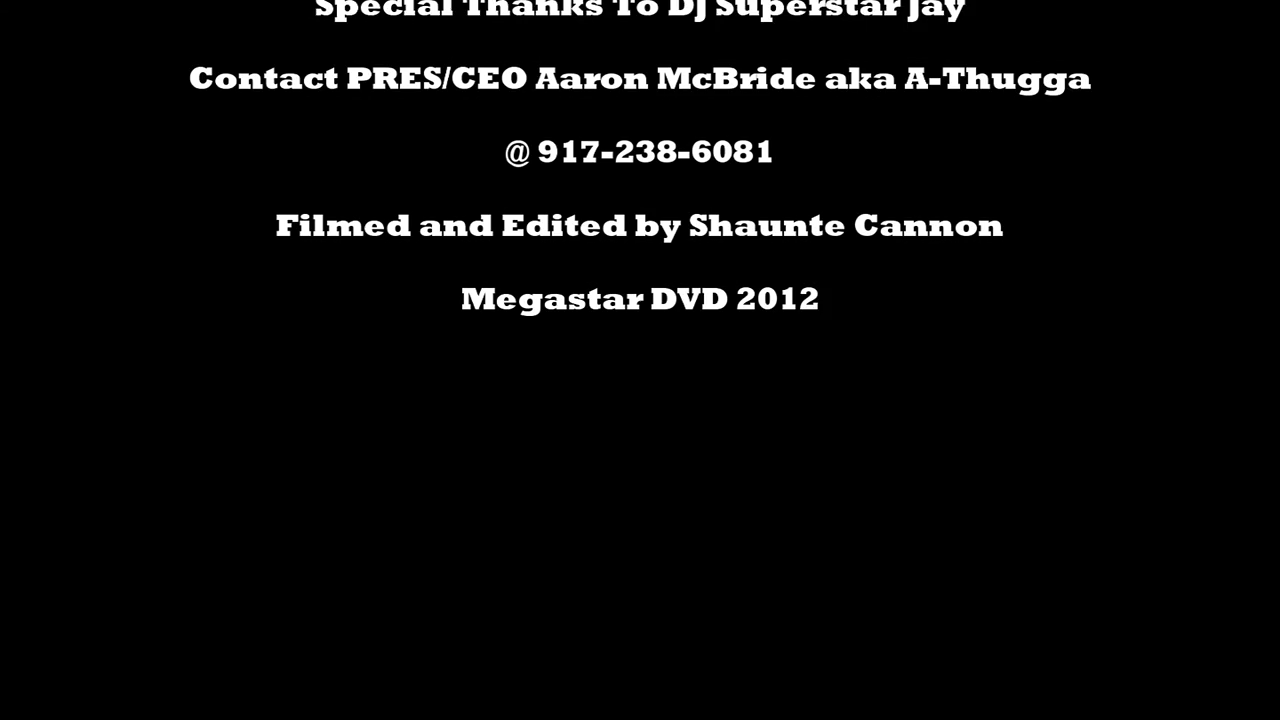 Special Thanks To DJ Superstar Jay
Contact PRES/CEO Aaron McBride aka A-Thugga
@ 917-238-6081
Filmed and Edited by Shaunte Cannon
Megastar DVD 2012